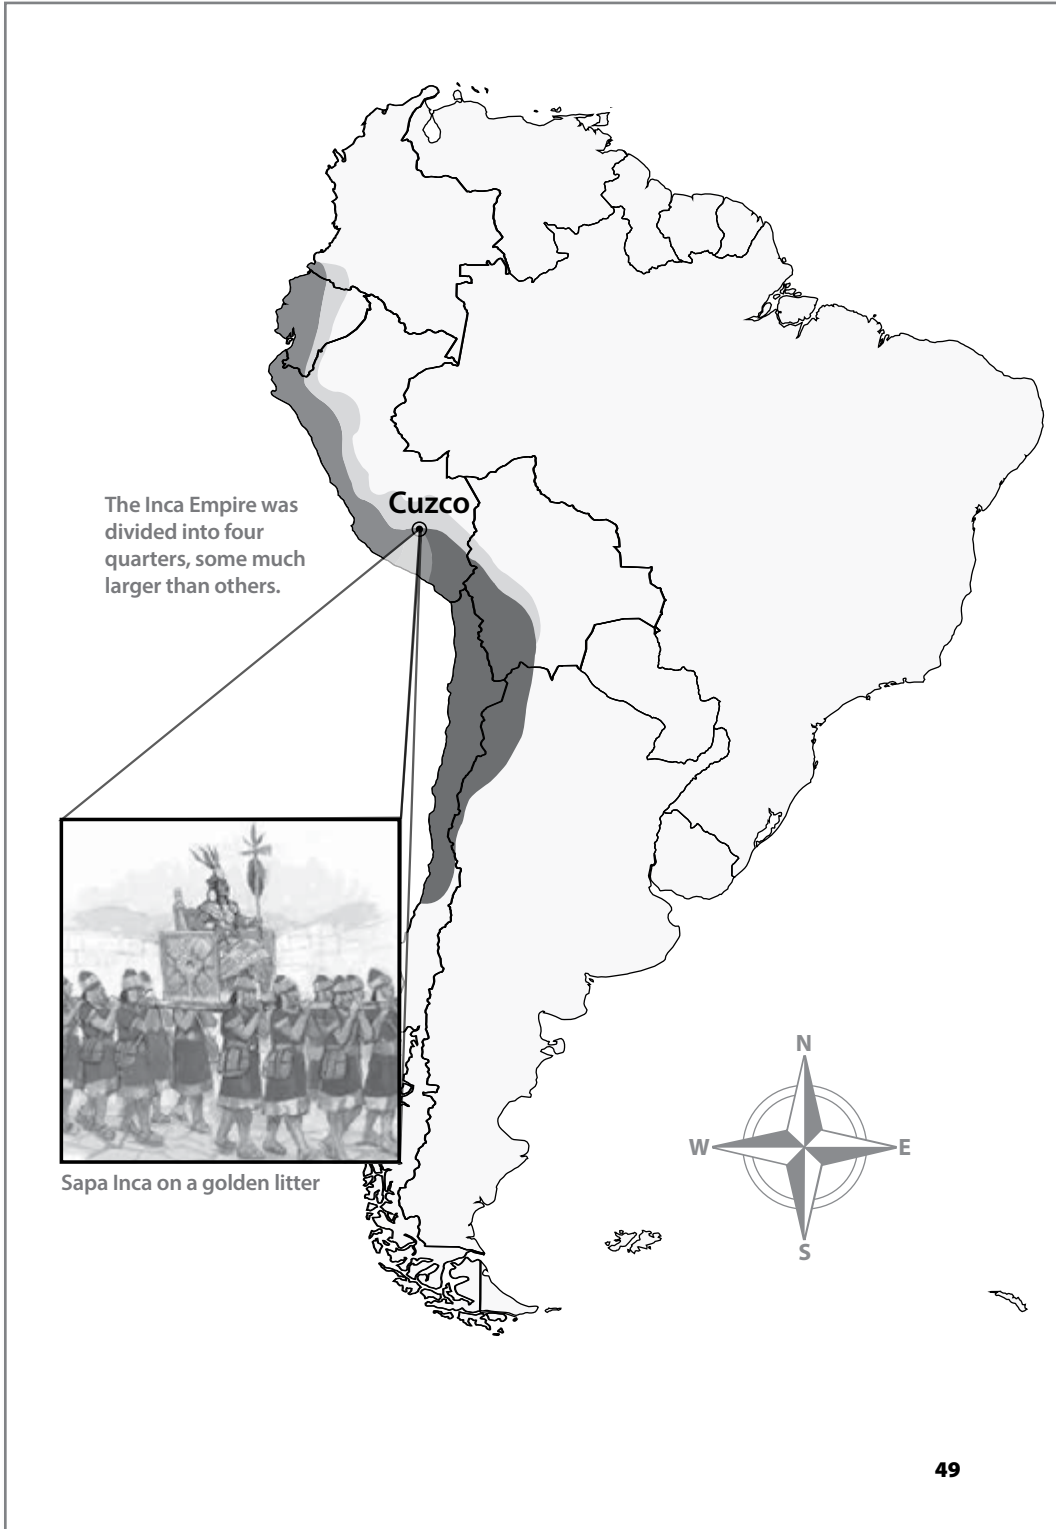 The Inca Empire was
divided into four
quarters, some much
larger than others.
Cuzco
Sapa Inca on a golden litter
N
W
E
S
49